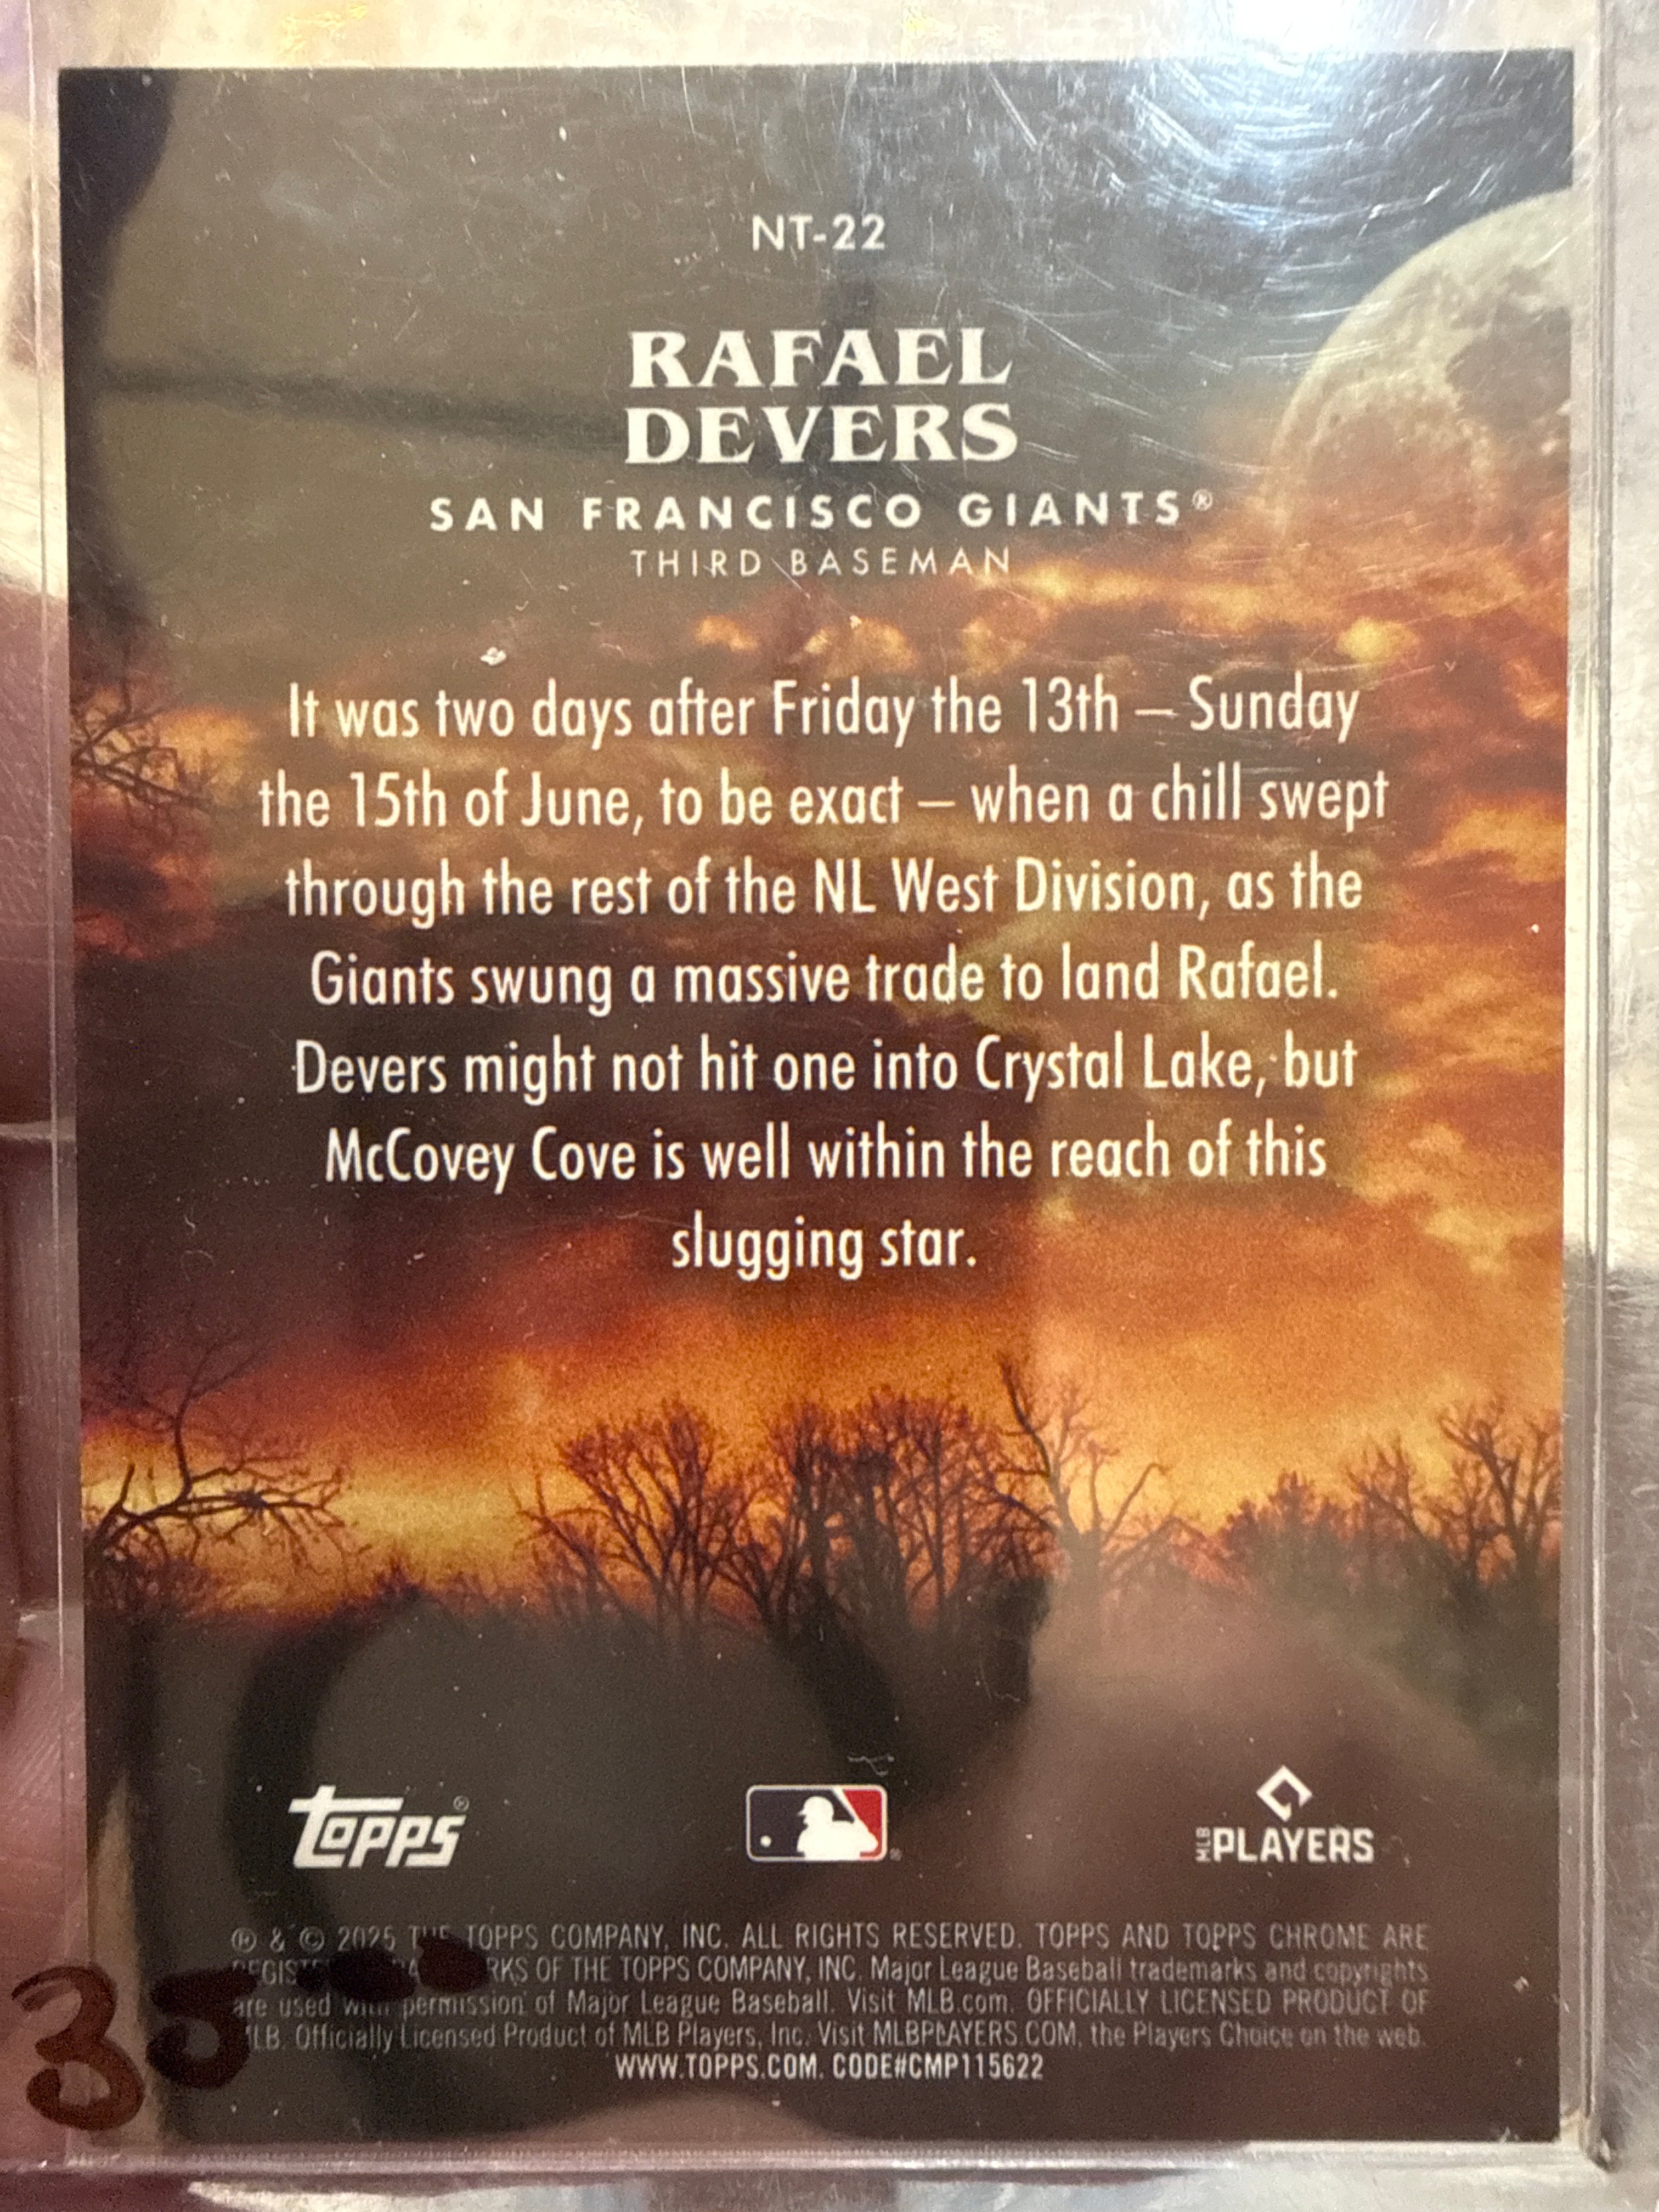 NT-22
RAFAEL
DEVERS
SAN FRANCISCO GIANTS®
THIRD BASEMAN
It was two days after Friday the 13th – Sunday
the 15th of June, to be exact – when a chill swept
through the rest of the NL West Division, as the
Giants swung a massive trade to land Rafael.
Devers might not hit one into Crystal Lake, but
McCovey Cove is well within the reach of this
slugging star.
topps®
®
MLB PLAYERS
® & © 2025 THE TOPPS COMPANY, INC. ALL RIGHTS RESERVED. TOPPS AND TOPPS CHROME ARE
OF THE TOPPS COMPANY, INC. Major League Baseball trademarks and copyrights
are used with permission of Major League Baseball. Visit MLB.com. OFFICIALLY LICENSED PRODUCT OF
MLB. Officially Licensed Product of MLB Players, Inc. Visit MLBPLAYERS.COM, the Players Choice on the web.
WWW.TOPPS.COM. CODE#CMP115622
35